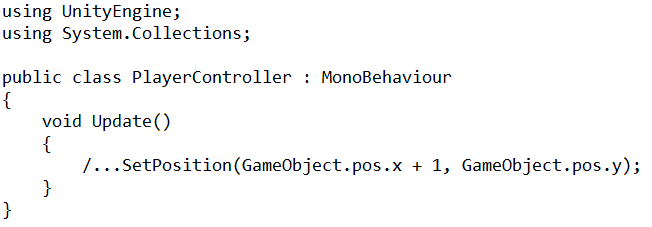 using UnityEngine;
using System.Collections;
public class PlayerController : MonoBehaviour
{
void Update()
{
/...SetPosition(GameObject.pos.x + 1, GameObject.pos.y);
}
}